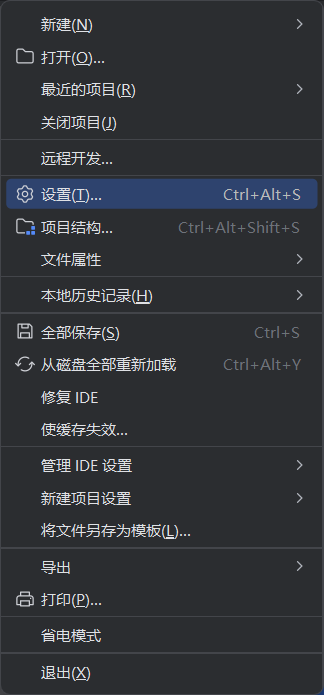 新建(N)
打开(O)...
最近的项目(R)
关闭项目(J)
远程开发...
设置(T)... Ctrl+Alt+S
项目结构... Ctrl+Alt+Shift+S
文件属性
本地历史记录(H)
全部保存(S) Ctrl+S
从磁盘全部重新加载 Ctrl+Alt+Y
修复 IDE
使缓存失效...
管理 IDE 设置
新建项目设置
将文件另存为模板(L)...
导出
打印(P)...
省电模式
退出(X)